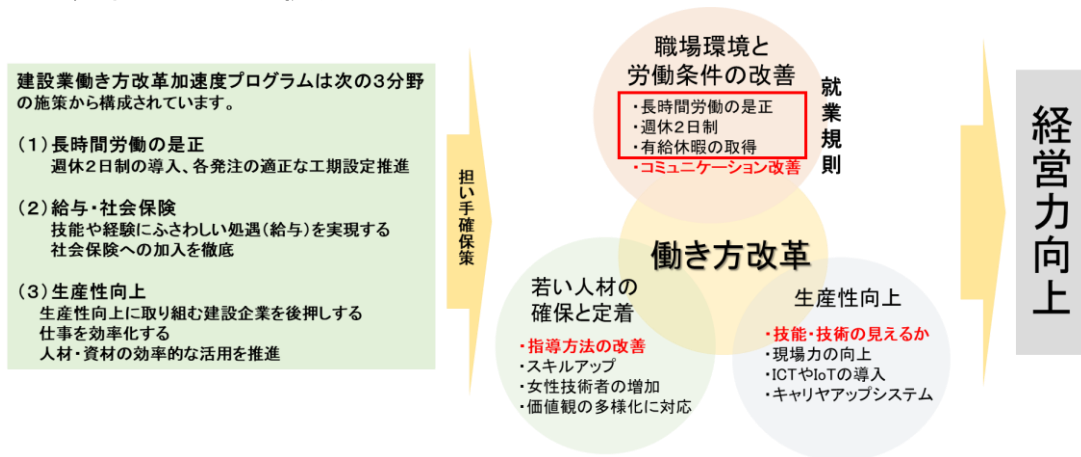 建設業働き方改革加速度プログラムは次の3分野
の施策から構成されています。
(1)長時間労働の是正
週休2日制の導入、各発注の適正な工期設定推進
(2)給与・社会保険
技能や経験にふさわしい処遇(給与)を実現する
社会保険への加入を徹底
(3)生産性向上
生産性向上に取り組む建設企業を後押しする
仕事を効率化する
人材・資材の効率的な活用を推進
担い手確保策
職場環境と
労働条件の改善
・長時間労働の是正
・週休2日制
・有給休暇の取得
・コミュニケーション改善
就業規則
働き方改革
若い人材の
確保と定着
・指導方法の改善
・スキルアップ
・女性技術者の増加
・価値観の多様化に対応
生産性向上
・技能・技術の見えるか
・現場力の向上
・ICTやIoTの導入
・キャリヤアップシステム
経営力向上